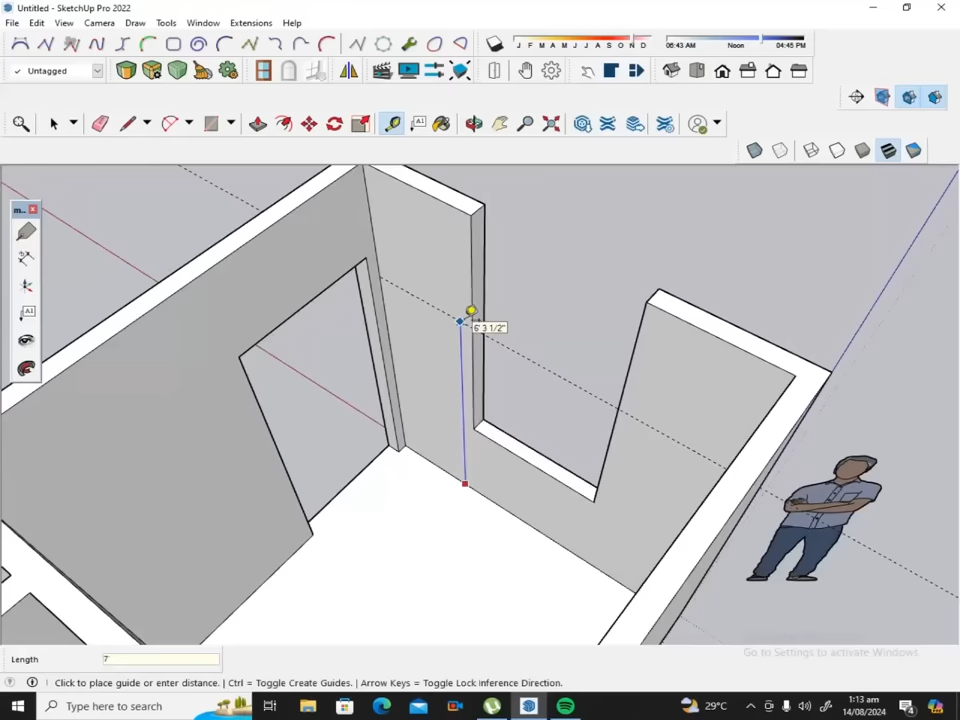 Untitled - SketchUp Pro 2022
File Edit View Camera Draw Tools Window Extensions Help
J F M A M J J A S O N D 06:43 AM Noon 04:45 PM
✓ Untagged
m...
A1
A1
6' 3 1/2"
Length 7'
Click to place guide or enter distance. | Ctrl = Toggle Create Guides. | Arrow Keys = Toggle Lock Inference Direction.
Go to Settings to activate Windows.
Type here to search
29°C
1:13 am
14/08/2024
4